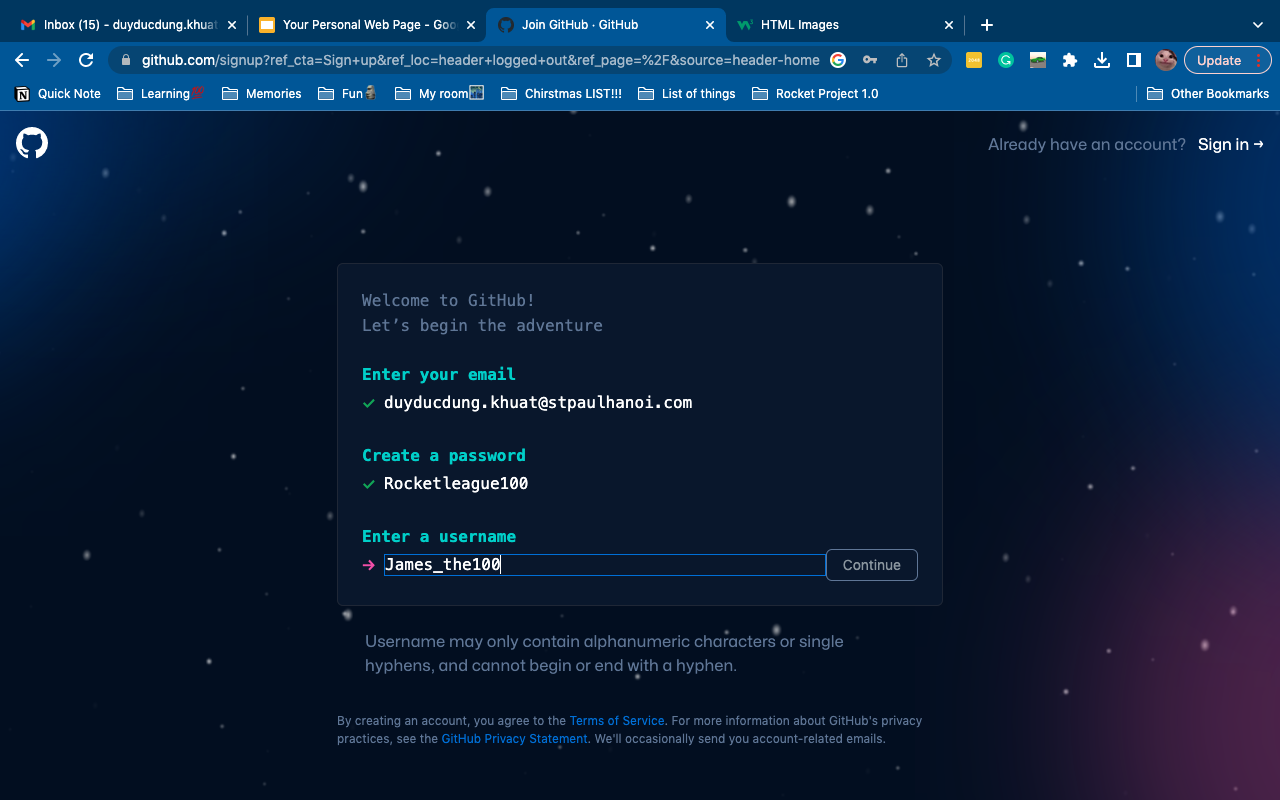 Inbox (15) - duyducdung.khuat
Your Personal Web Page - Goo
Join GitHub · GitHub
HTML Images
github.com/signup?ref_cta=Sign+up&ref_loc=header+logged+out&ref_page=%2F&source=header-home
Update
Quick Note
Learning💯
Memories
Fun🗿
My room🌃
Chirstmas LIST!!!
List of things
Rocket Project 1.0
Other Bookmarks
Already have an account? Sign in →
Welcome to GitHub!
Let’s begin the adventure
Enter your email
✓ duyducdung.khuat@stpaulhanoi.com
Create a password
✓ Rocketleague100
Enter a username
→ James_the100
Continue
Username may only contain alphanumeric characters or single
hyphens, and cannot begin or end with a hyphen.
By creating an account, you agree to the Terms of Service. For more information about GitHub's privacy
practices, see the GitHub Privacy Statement. We'll occasionally send you account-related emails.